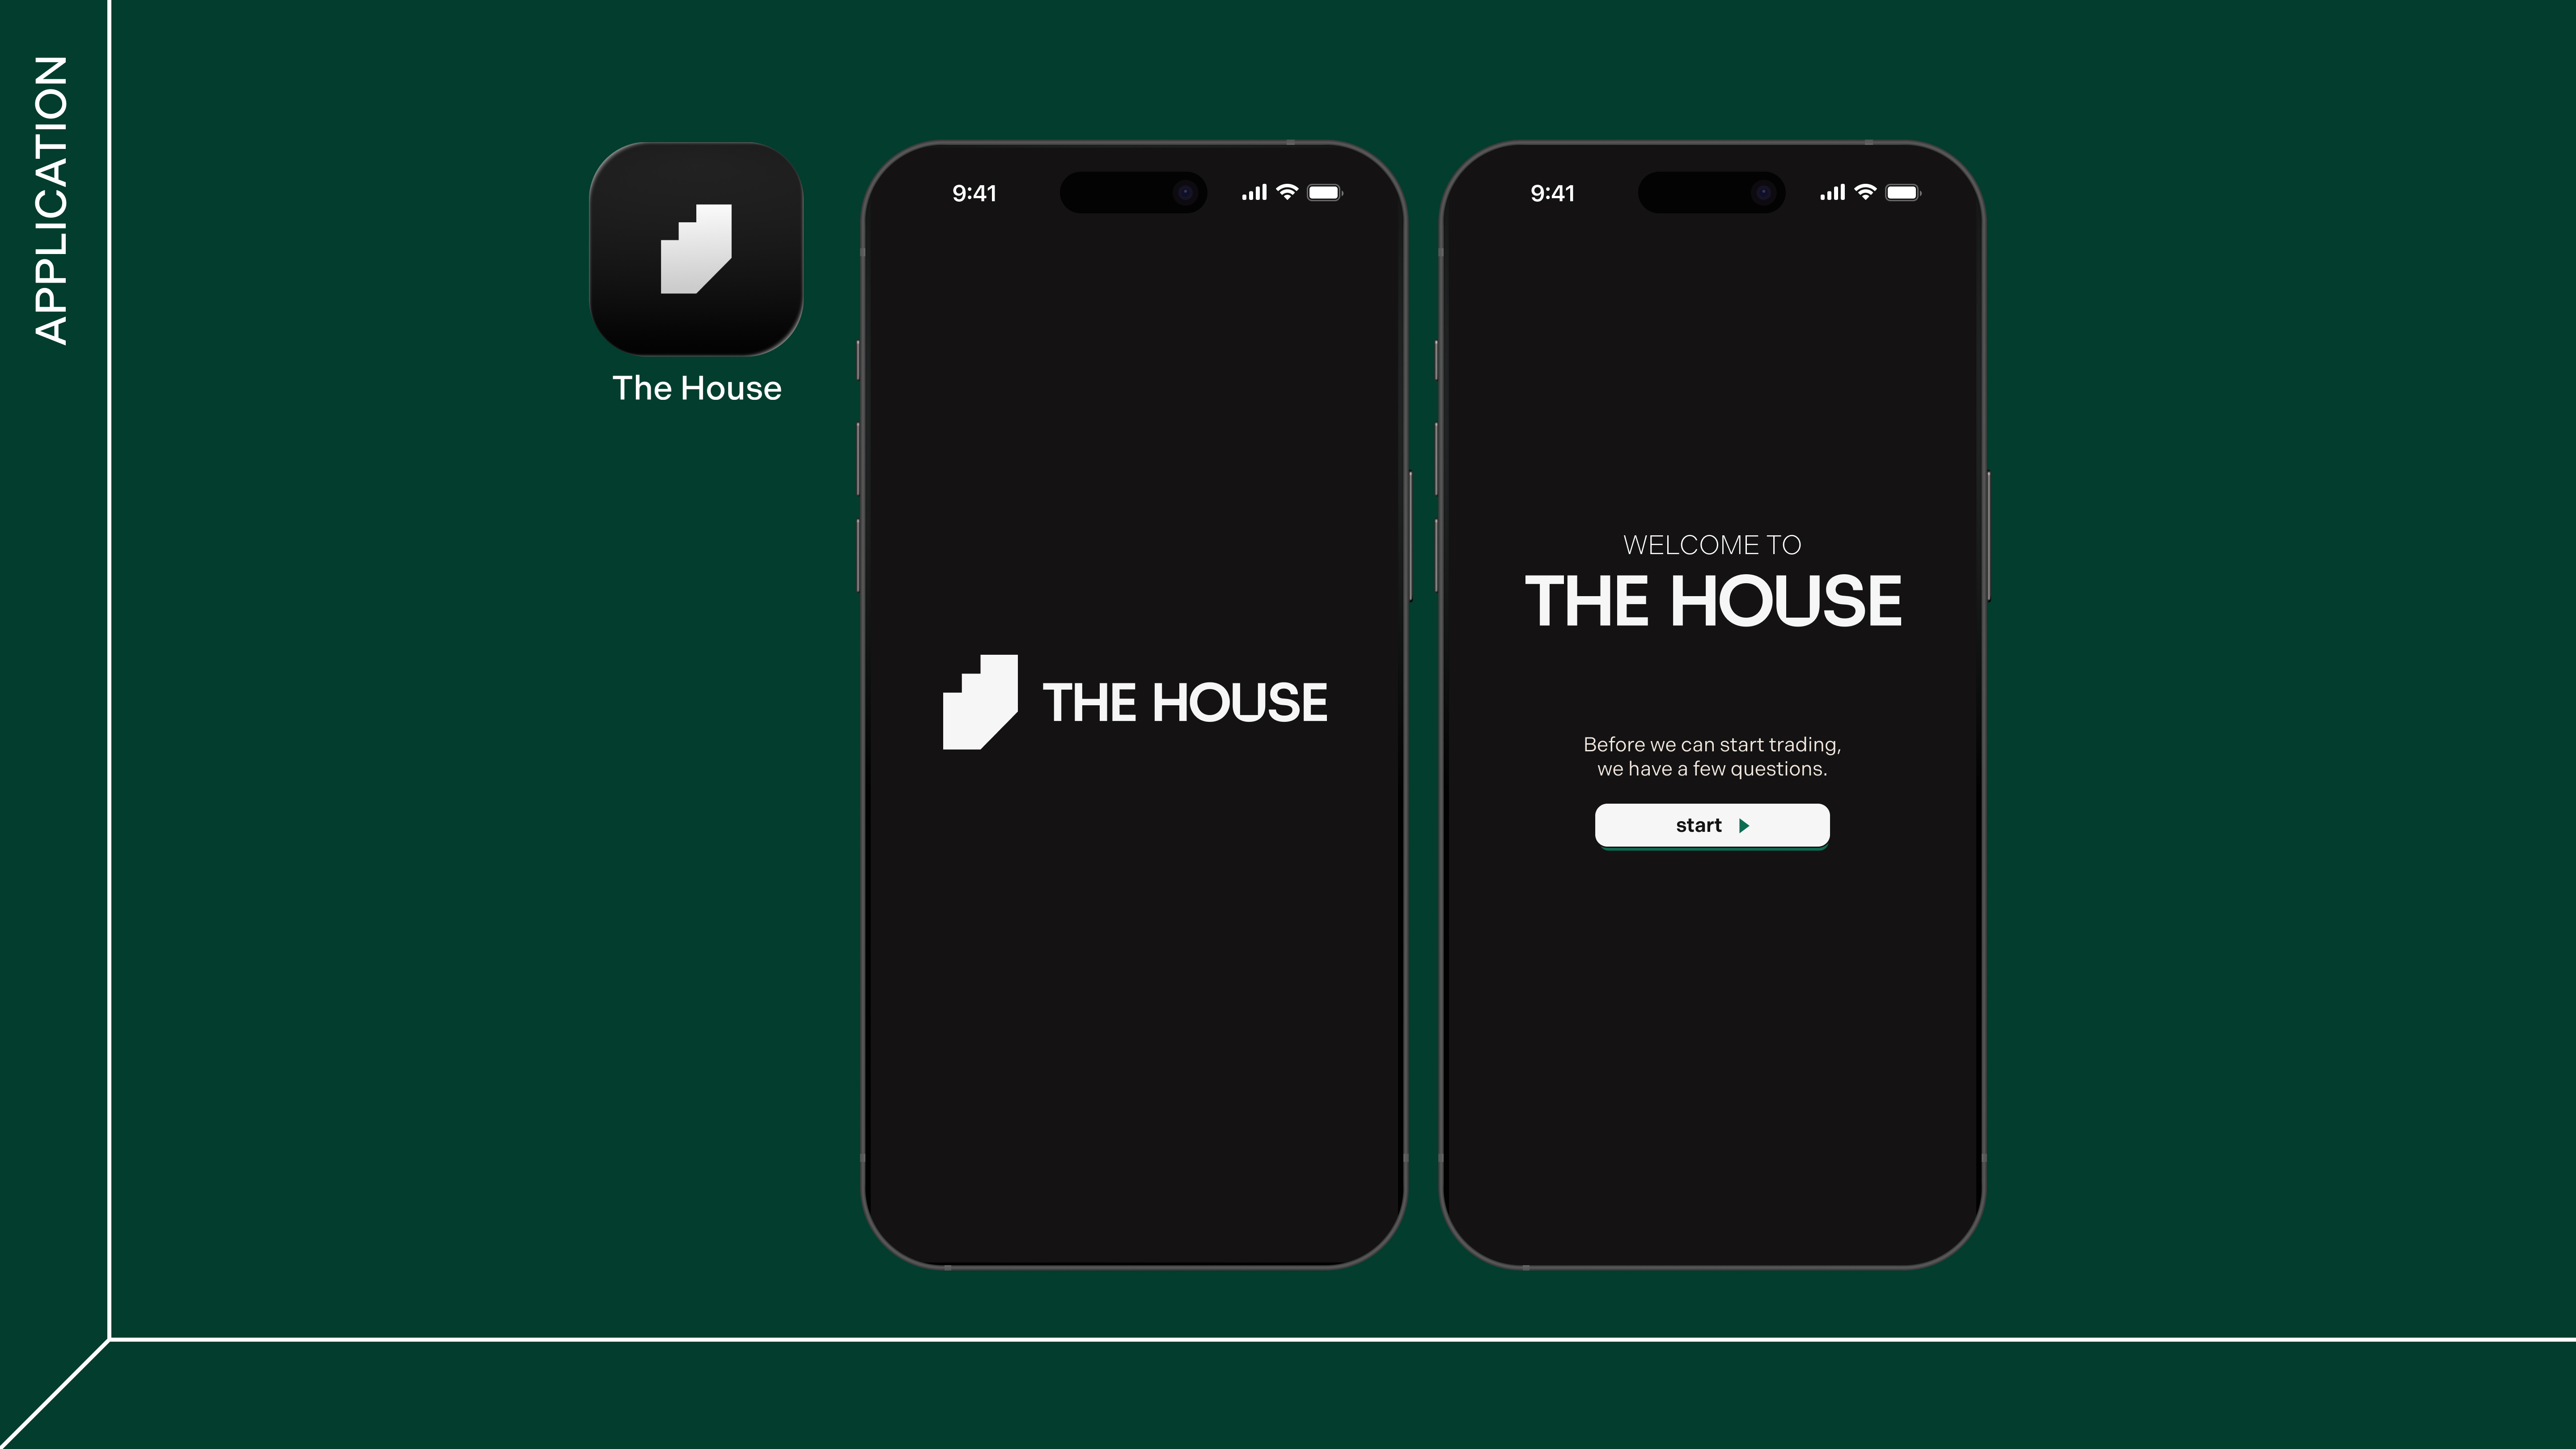 APPLICATION
The House
9:41
THE HOUSE
9:41
WELCOME TO
THE HOUSE
Before we can start trading,
we have a few questions.
start